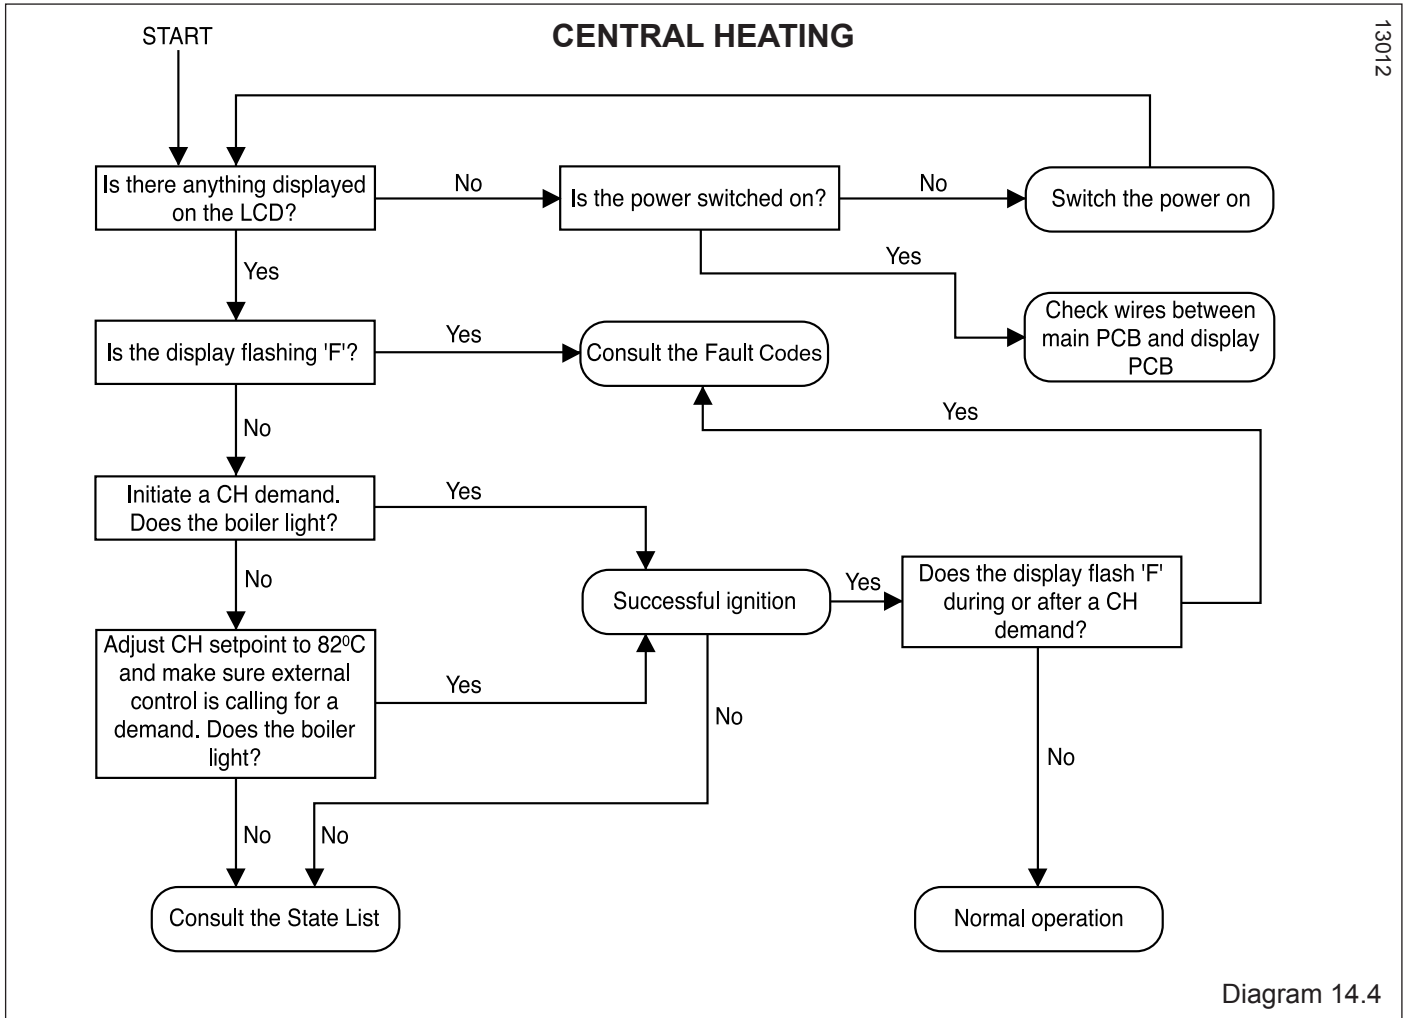 START
CENTRAL HEATING
13012
Is there anything displayed
on the LCD?
No
Is the power switched on?
No
Switch the power on
Yes
Yes
Check wires between
main PCB and display
PCB
Is the display flashing 'F'?
Yes
Consult the Fault Codes
No
Yes
Initiate a CH demand.
Does the boiler light?
Yes
No
Successful ignition
Yes
Does the display flash 'F'
during or after a CH
demand?
Adjust CH setpoint to 82⁰C
and make sure external
control is calling for a
demand. Does the boiler
light?
Yes
No
No
No
No
Consult the State List
Normal operation
Diagram 14.4